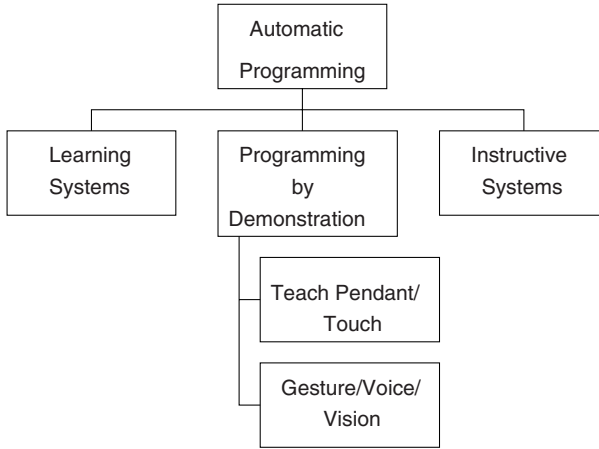 Automatic
Programming
Learning
Systems
Programming
by
Demonstration
Instructive
Systems
Teach Pendant/
Touch
Gesture/Voice/
Vision